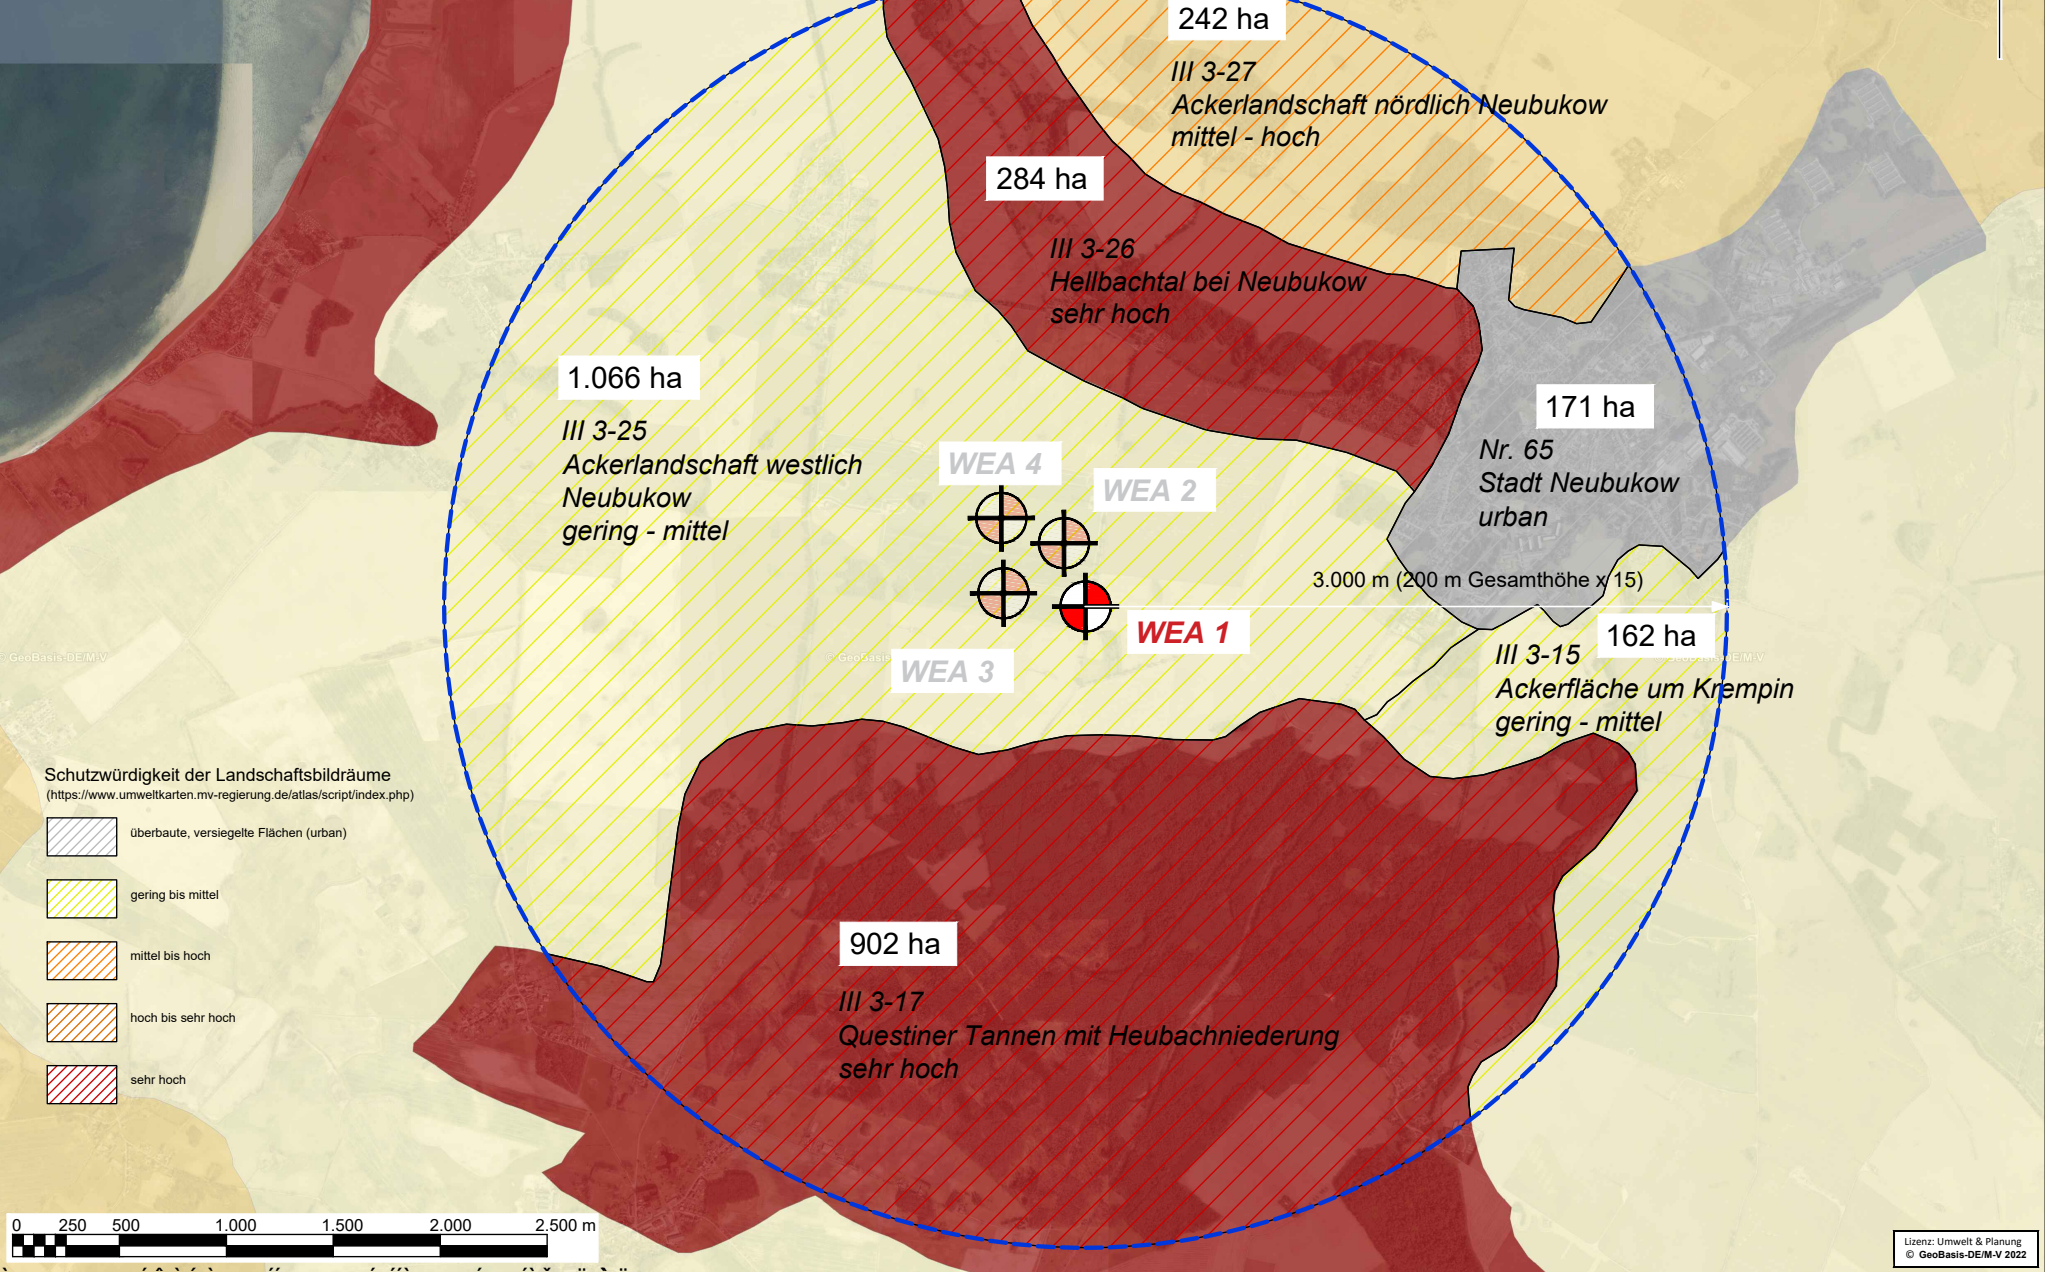 242 ha
III 3-27
Ackerlandschaft nördlich Neubukow
mittel - hoch
284 ha
III 3-26
Hellbachtal bei Neubukow
sehr hoch
1.066 ha
III 3-25
Ackerlandschaft westlich
Neubukow
gering - mittel
171 ha
Nr. 65
Stadt Neubukow
urban
WEA 4
WEA 2
3.000 m (200 m Gesamthöhe x 15)
WEA 1
WEA 3
162 ha
III 3-15
Ackerfläche um Krempin
gering - mittel
© GeoBasis-DE/M-V
© GeoBasis
DE/M-V
902 ha
III 3-17
Questiner Tannen mit Heubachniederung
sehr hoch
Schutzwürdigkeit der Landschaftsbildräume
(https://www.umweltkarten.mv-regierung.de/atlas/script/index.php)
überbaute, versiegelte Flächen (urban)
gering bis mittel
mittel bis hoch
hoch bis sehr hoch
sehr hoch
0 250 500 1.000 1.500 2.000 2.500 m
Lizenz: Umwelt & Planung
© GeoBasis-DE/M-V 2022